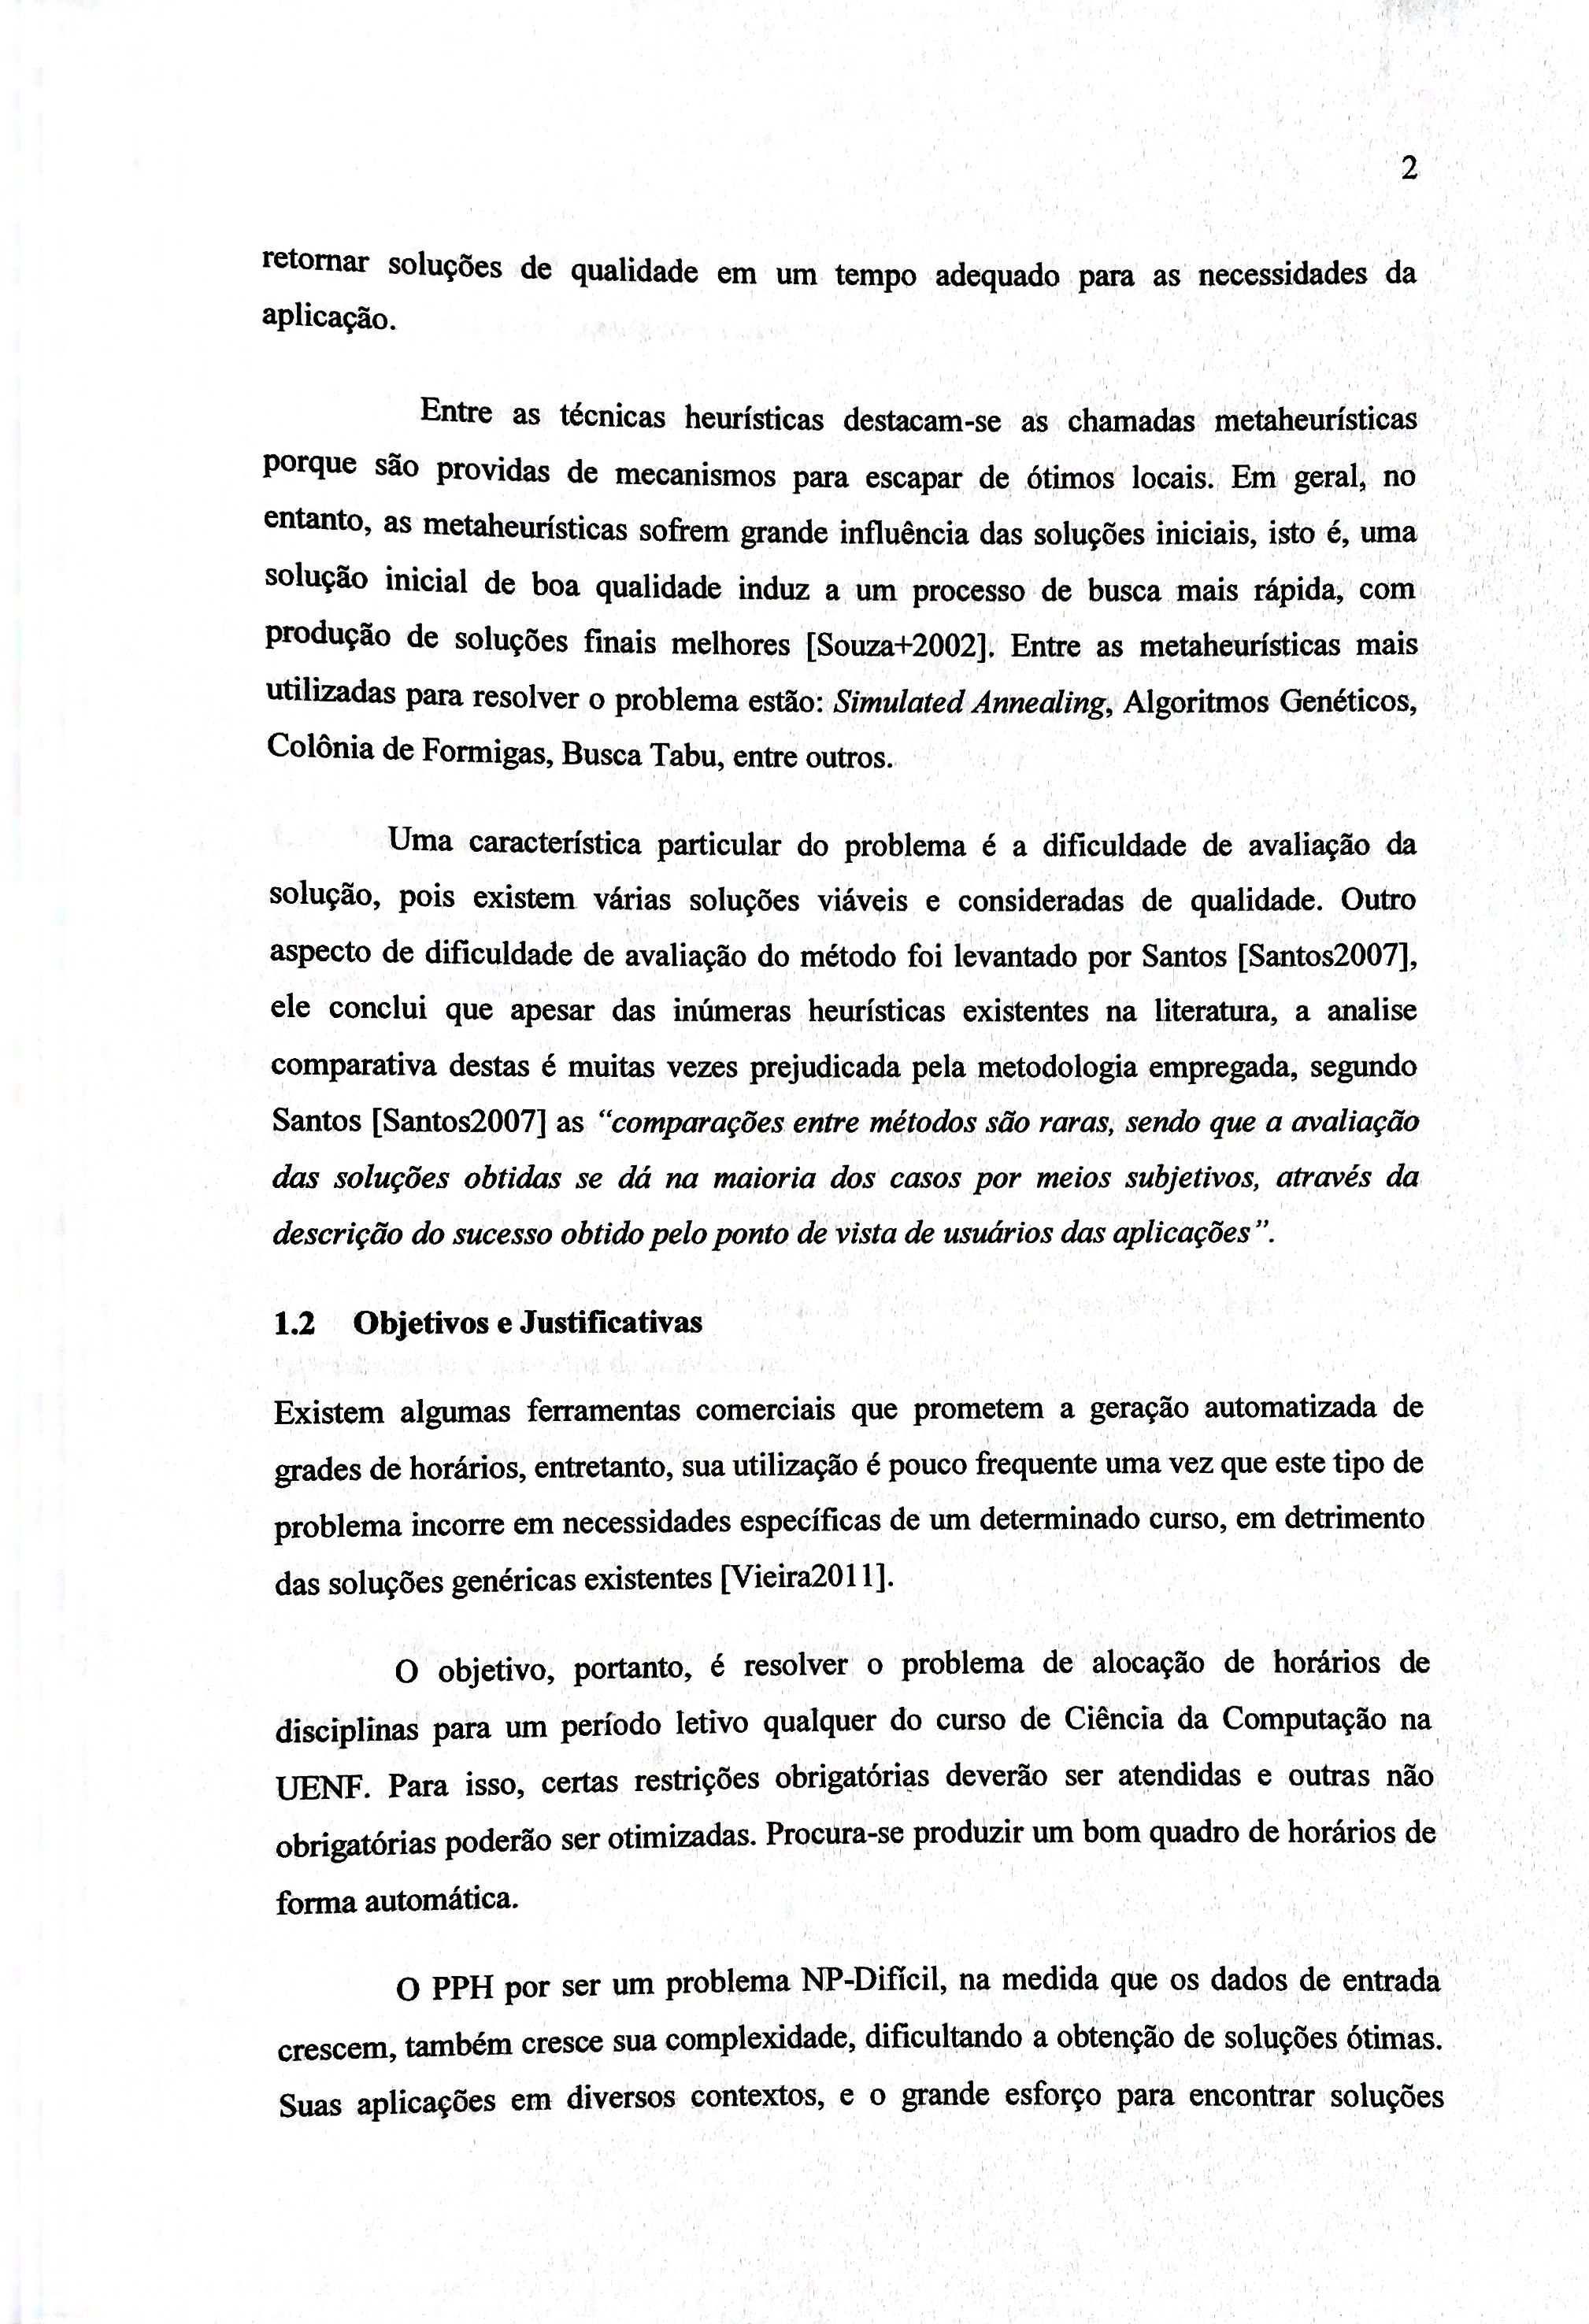 2
retornar soluções de qualidade em um tempo adequado para as necessidades da
aplicação.
Entre as técnicas heurísticas destacam-se as chamadas metaheurísticas
porque são providas de mecanismos para escapar de ótimos locais. Em geral, no
entanto, as metaheurísticas sofrem grande influência das soluções iniciais, isto é, uma
solução inicial de boa qualidade induz a um processo de busca mais rápida, com
produção de soluções finais melhores [Souza+2002]. Entre as metaheurísticas mais
utilizadas para resolver o problema estão: Simulated Annealing, Algoritmos Genéticos,
Colônia de Formigas, Busca Tabu, entre outros.
Uma característica particular do problema é a dificuldade de avaliação da
solução, pois existem várias soluções viáveis e consideradas de qualidade. Outro
aspecto de dificuldade de avaliação do método foi levantado por Santos [Santos2007],
ele conclui que apesar das inúmeras heurísticas existentes na literatura, a analise
comparativa destas é muitas vezes prejudicada pela metodologia empregada, segundo
Santos [Santos2007] as “comparações entre métodos são raras, sendo que a avaliação
das soluções obtidas se dá na maioria dos casos por meios subjetivos, através da
descrição do sucesso obtido pelo ponto de vista de usuários das aplicações”.
1.2 Objetivos e Justificativas
Existem algumas ferramentas comerciais que prometem a geração automatizada de
grades de horários, entretanto, sua utilização é pouco frequente uma vez que este tipo de
problema incorre em necessidades específicas de um determinado curso, em detrimento
das soluções genéricas existentes [Vieira2011].
O objetivo, portanto, é resolver o problema de alocação de horários de
disciplinas para um período letivo qualquer do curso de Ciência da Computação na
UENF. Para isso, certas restrições obrigatórias deverão ser atendidas e outras não
obrigatórias poderão ser otimizadas. Procura-se produzir um bom quadro de horários de
forma automática.
O PPH por ser um problema NP-Difícil, na medida que os dados de entrada
crescem, também cresce sua complexidade, dificultando a obtenção de soluções ótimas.
Suas aplicações em diversos contextos, e o grande esforço para encontrar soluções